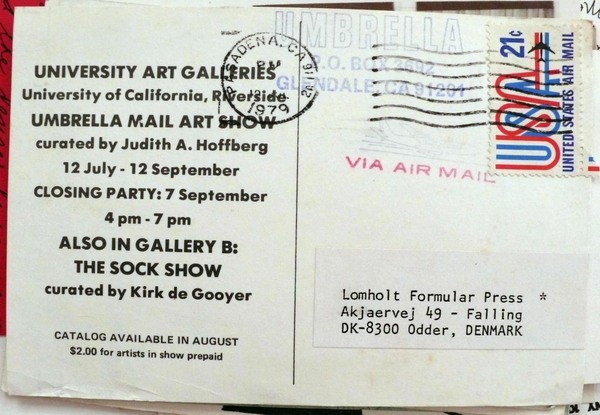 UNIVERSITY ART GALLERIES
University of California, Riverside
UMBRELLA MAIL ART SHOW
curated by Judith A. Hoffberg
12 July - 12 September
CLOSING PARTY: 7 September
4 pm - 7 pm
ALSO IN GALLERY B:
THE SOCK SHOW
curated by Kirk de Gooyer
CATALOG AVAILABLE IN AUGUST
$2.00 for artists in show prepaid
PASADENA, CA
PM
1979
UMBRELLA
P.O. BOX 3692
GLENDALE, CA 91201
VIA AIR MAIL
21c
USA
UNITED STATES AIR MAIL
Lomholt Formular Press *
Akjaervej 49 - Falling
DK-8300 Odder, DENMARK